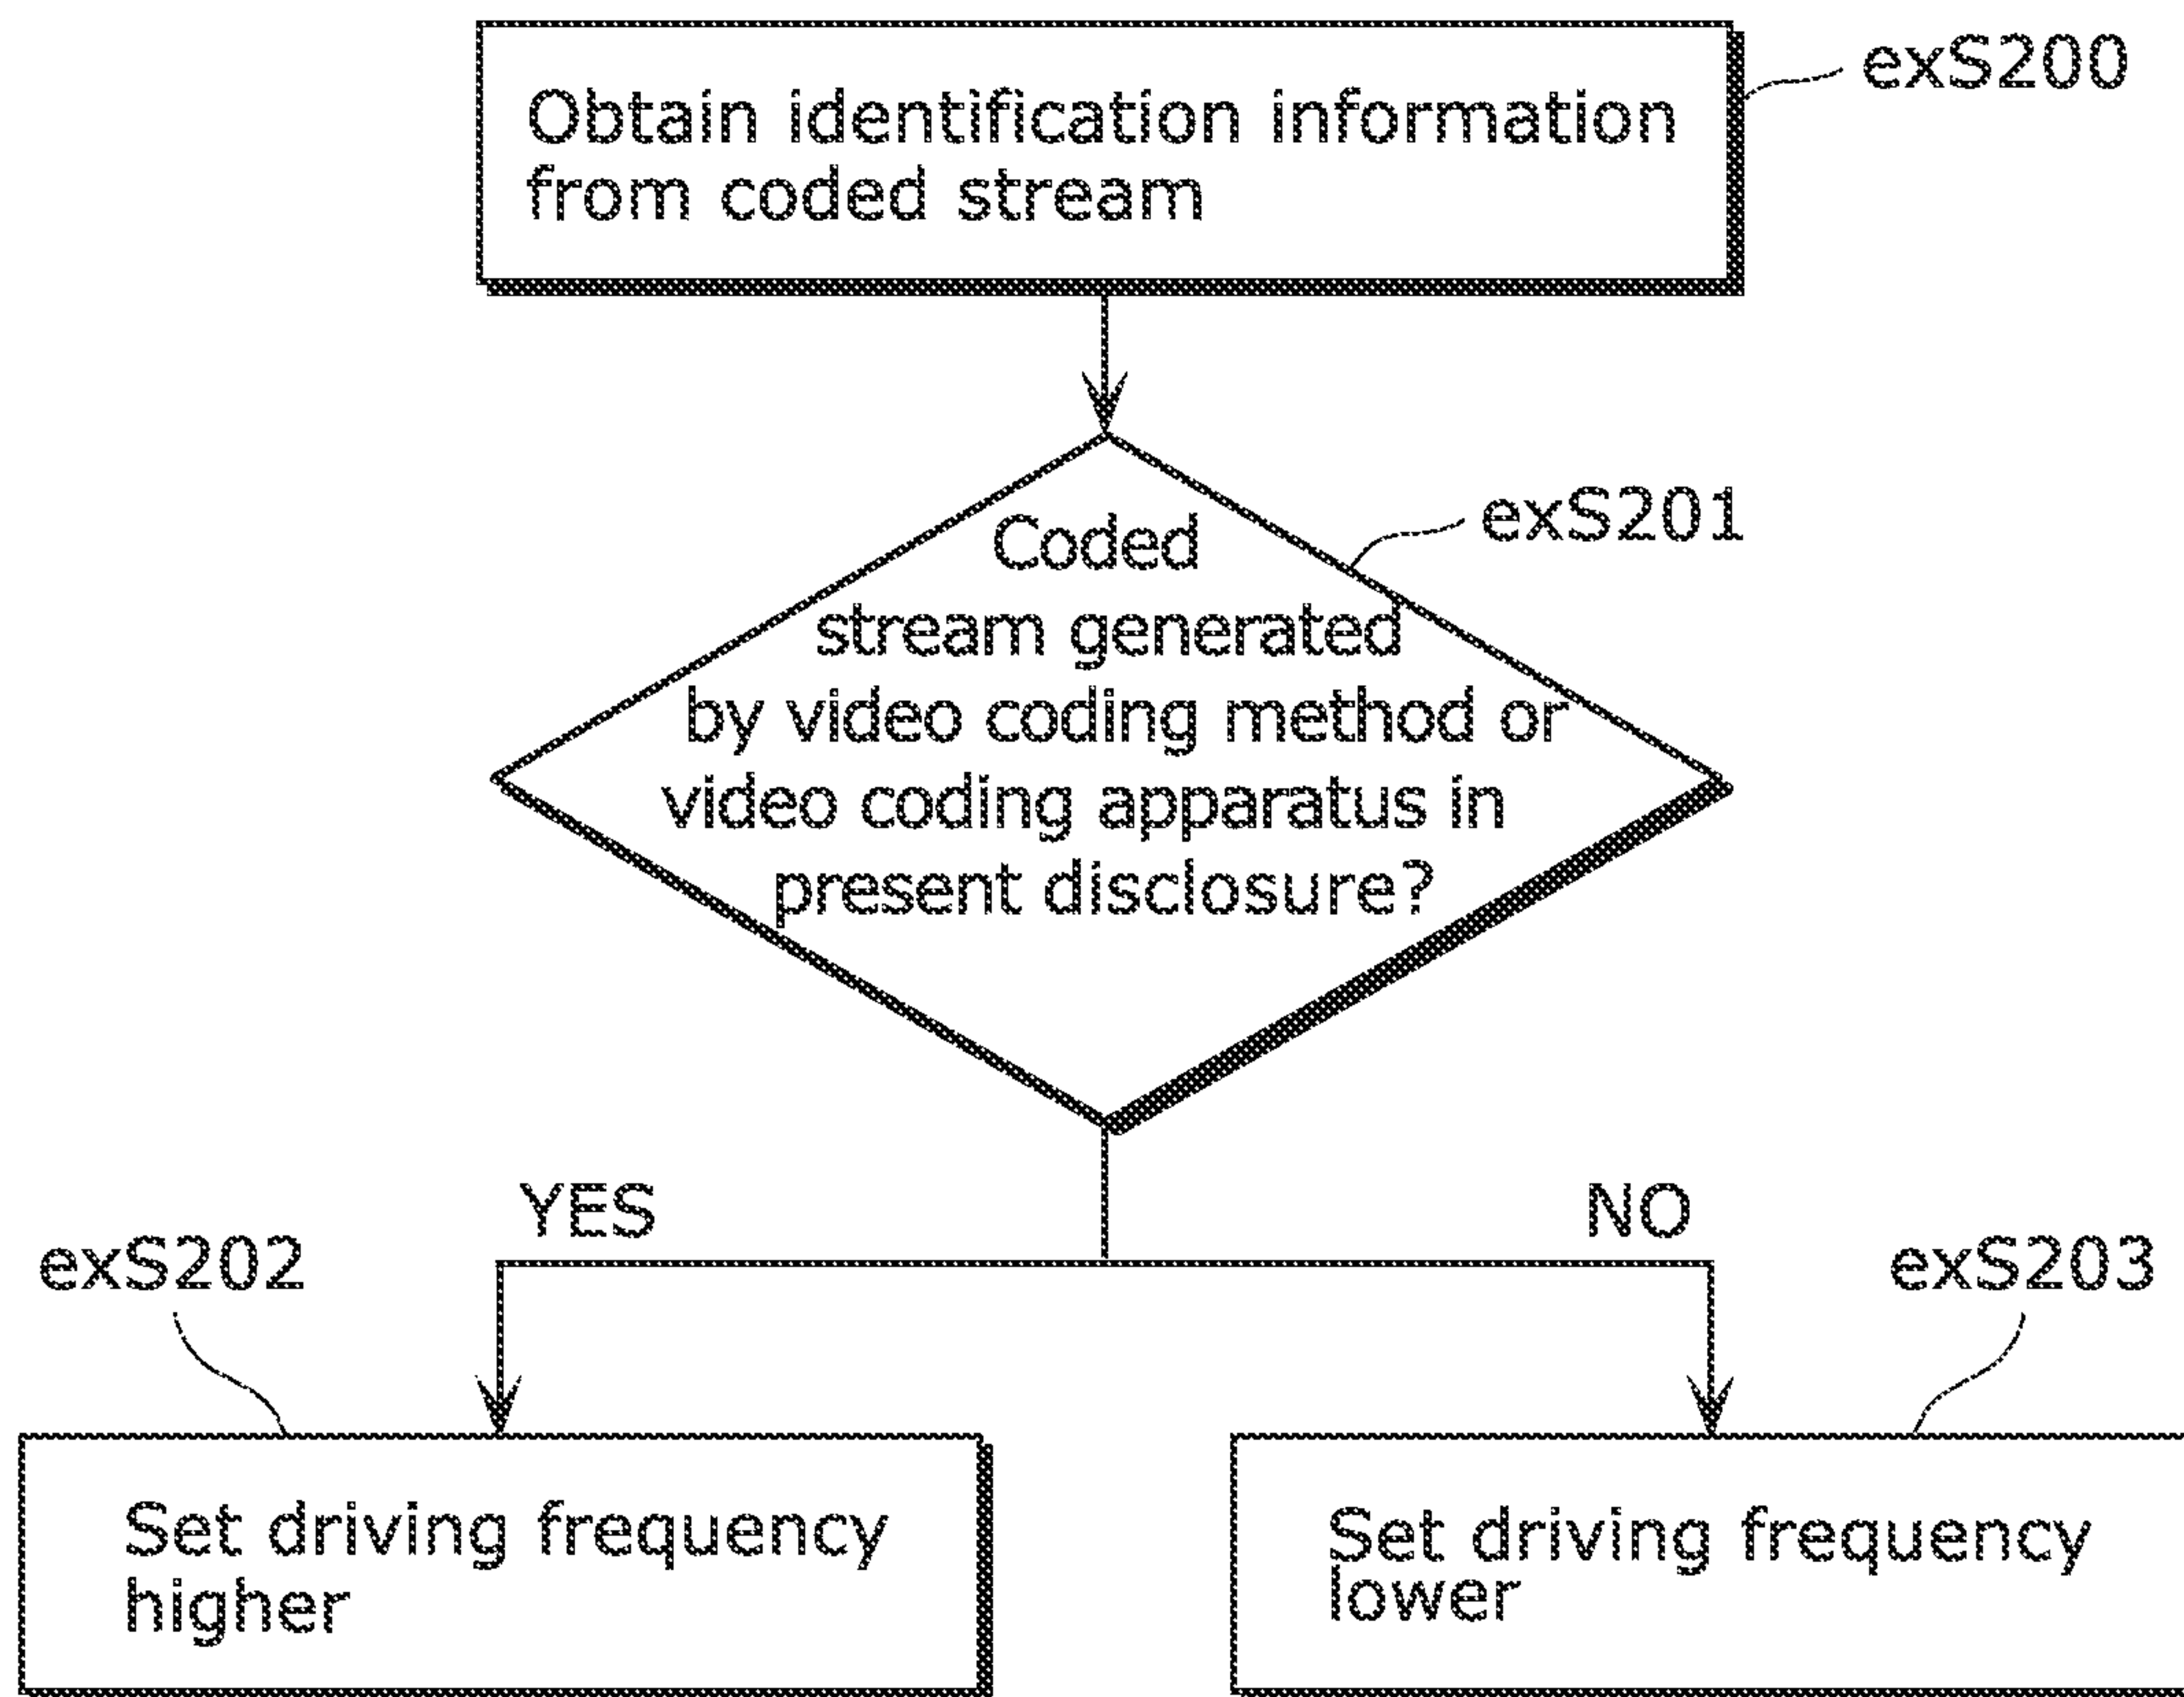 exS200
Obtain identification information
from coded stream
exS201
Coded
stream generated
by video coding method or
video coding apparatus in
present disclosure?
YES
NO
exS202
exS203
Set driving frequency
higher
Set driving frequency
lower